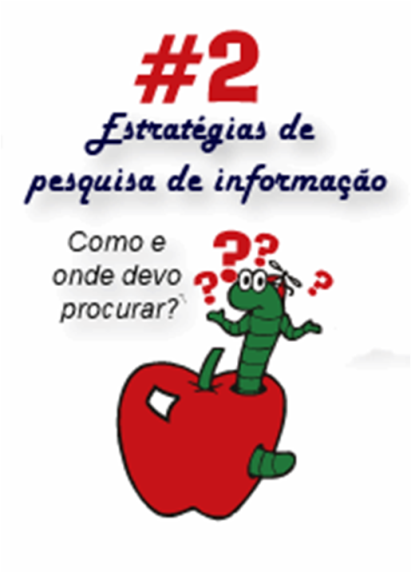 #2
Estratégias de
pesquisa de informação
Como e
onde devo
procurar?
? ? ? ?